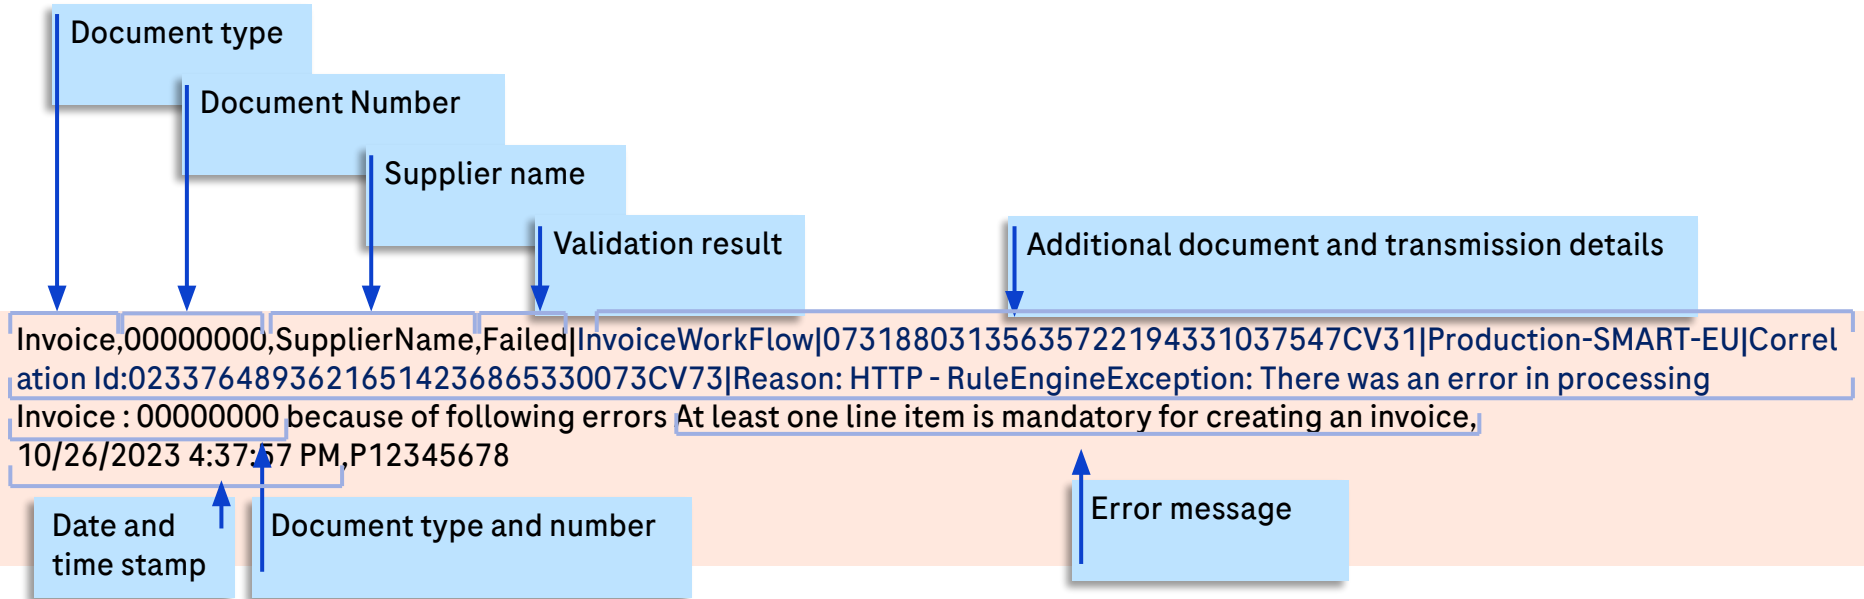 Document type
Document Number
Supplier name
Validation result
Additional document and transmission details
Invoice,00000000,SupplierName,Failed|InvoiceWorkFlow|07318803135635722194331037547CV31|Production-SMART-EU|Correl
ation Id:02337648936216514236865330073CV73|Reason: HTTP - RuleEngineException: There was an error in processing
Invoice : 00000000 because of following errors At least one line item is mandatory for creating an invoice,
10/26/2023 4:37:57 PM,P12345678
Date and
time stamp
Document type and number
Error message